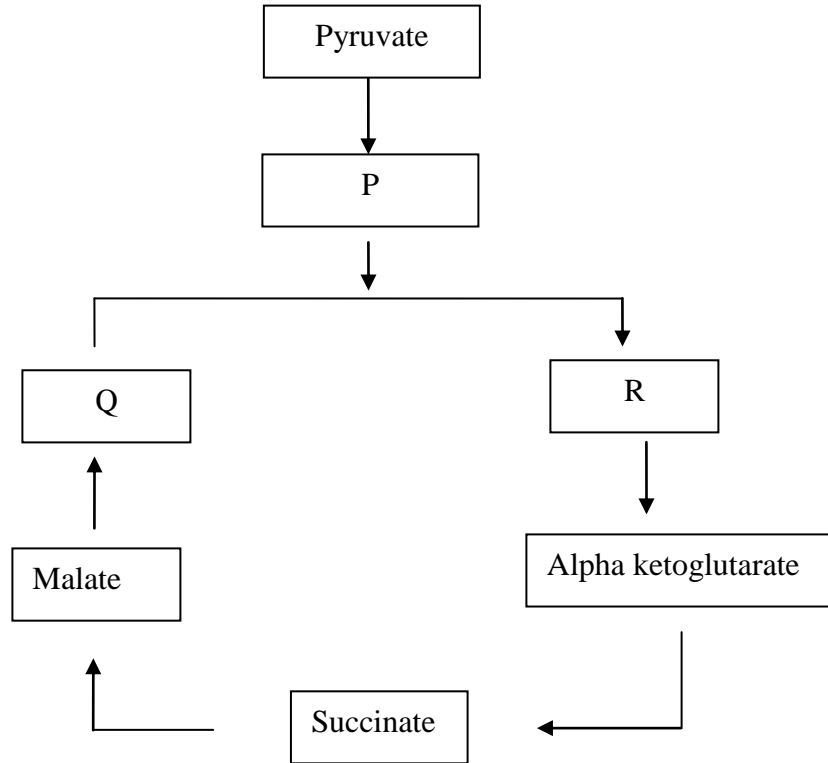 Pyruvate
P
Q
R
Malate
Alpha ketoglutarate
Succinate